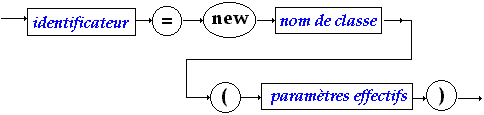 identificateur = new nom de classe
( paramètres effectifs )